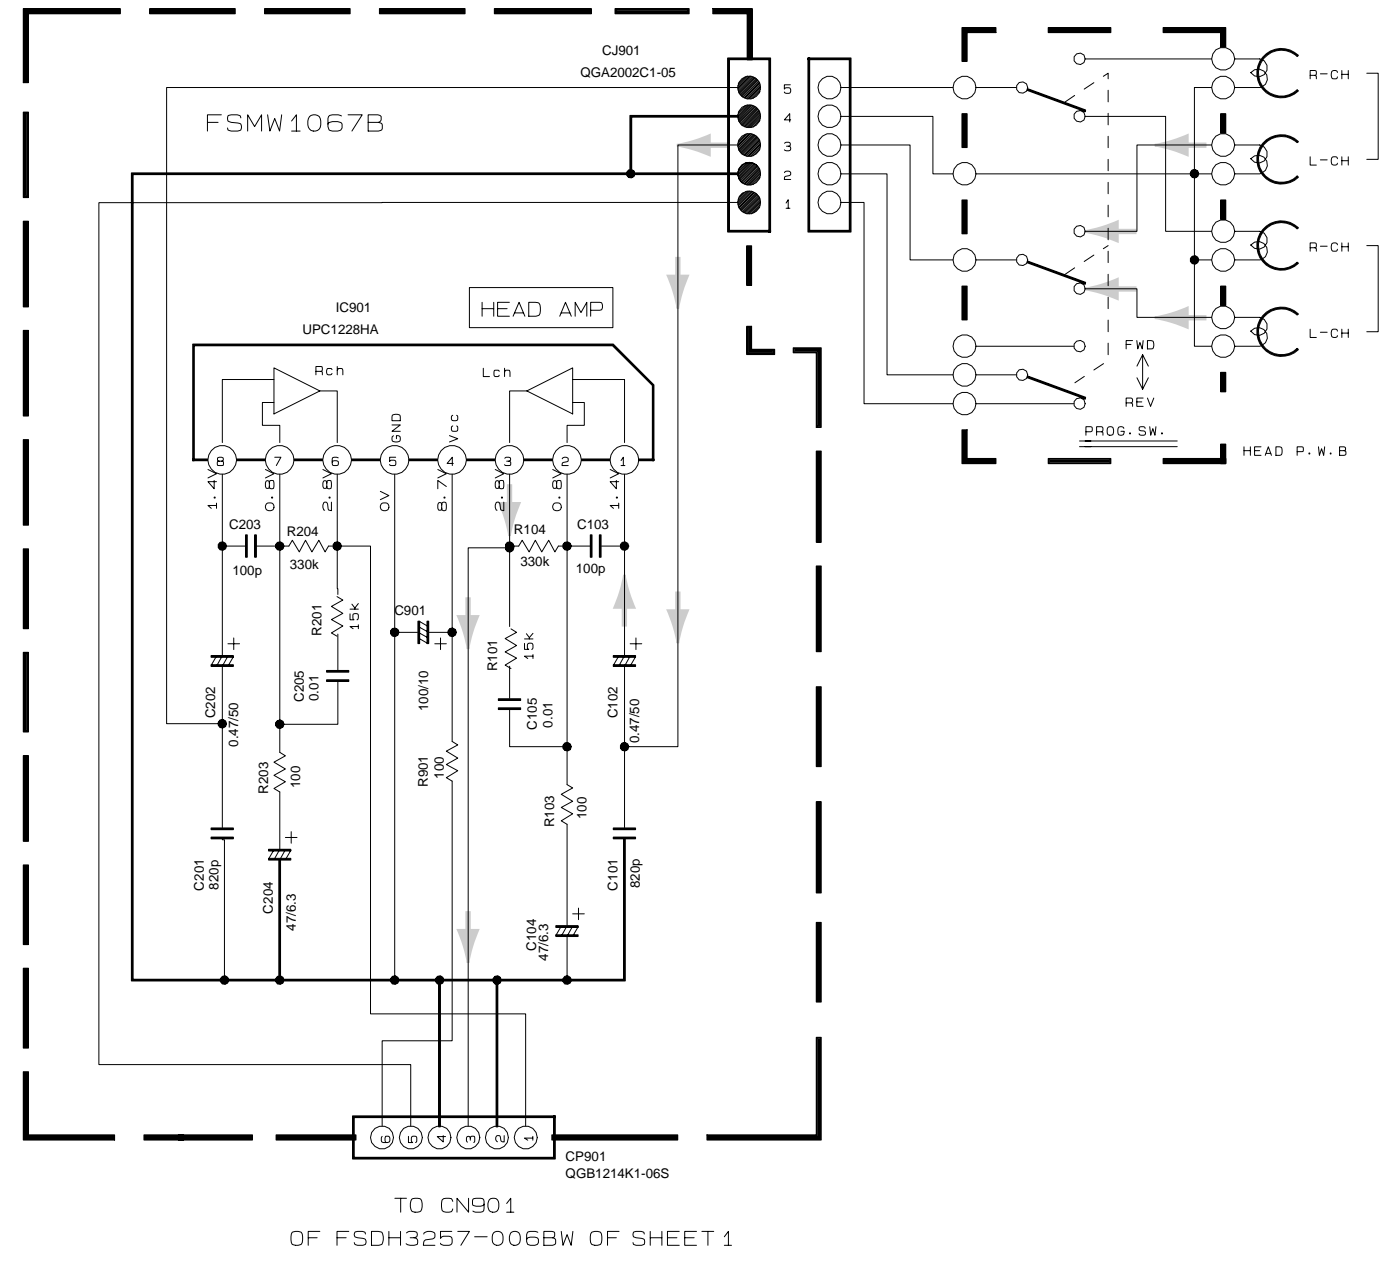 CJ901
QGA2002C1-05
FSMW1067B
5
4
3
2
1
R-CH
L-CH
R-CH
L-CH
FWD
REV
PROG. SW.
HEAD P.W.B
IC901
UPC1228HA
HEAD AMP
Rch
Lch
GND
Vcc
8
7
6
5
4
3
2
1
1.4V
0.8V
2.8V
0V
8.7V
2.8V
0.8V
1.4V
C203
100p
R204
330k
R104
330k
C103
100p
R201
15k
C901
100/10
R101
15k
C202
0.47/50
C205
0.01
C105
0.01
C102
0.47/50
R203
100
R901
100
R103
100
C201
820p
C204
47/6.3
C104
47/6.3
C101
820p
+
+
+
+
+
6
5
4
3
2
1
CP901
QGB1214K1-06S
TO CN901
OF FSDH3257-006BW OF SHEET1